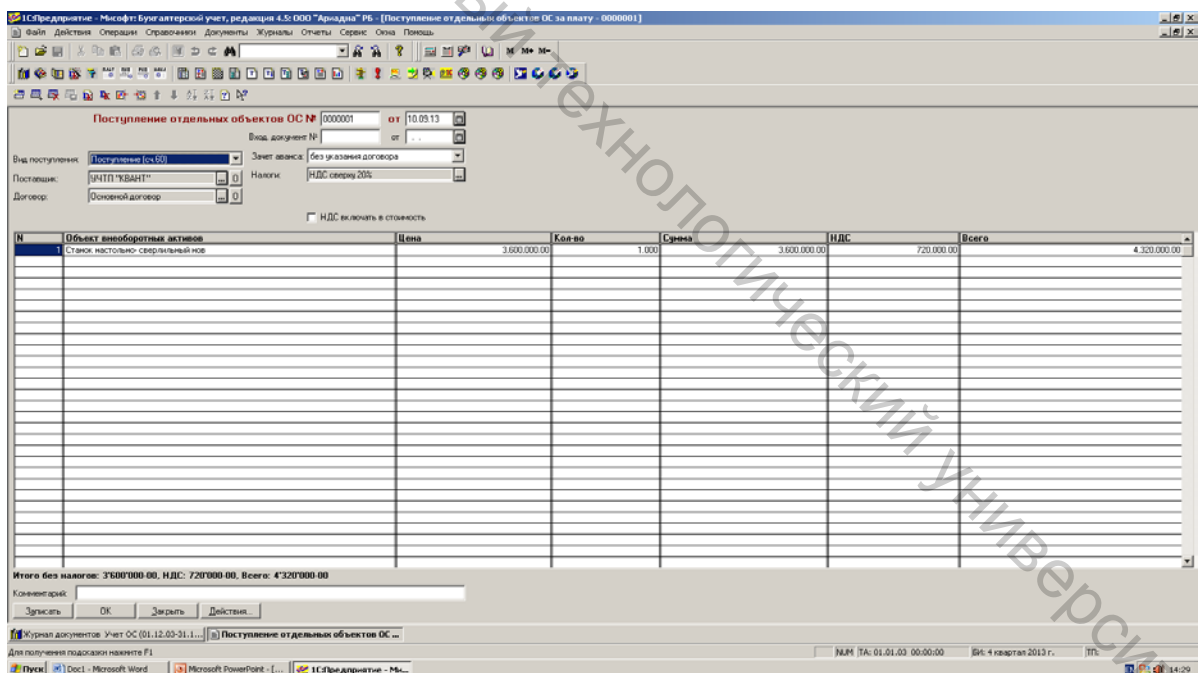 1С:Предприятие - Мисофт: Бухгалтерский учет, редакция 4.5: ООО "Ариадна" РБ - [Поступление отдельных объектов ОС за плату - 0000001]
Файл Действия Операции Справочники Документы Журналы Отчеты Сервис Окна Помощь
M M+ M-
Поступление отдельных объектов ОС № 0000001 от 10.09.13
Вход. документ № от . .
Вид поступления: Поступление (сч.60) Зачет аванса: без указания договора
Поставщик: УЧТП "КВАНТ" ... 0 Налоги: НДС сверху 20% ...
Договор: Основной договор ... 0
НДС включать в стоимость
N Объект внеоборотных активов Цена Кол-во Сумма НДС Всего
1 Станок настольно- сверлильный нов 3.600.000.00 1.000 3.600.000.00 720.000.00 4.320.000.00
Итого без налогов: 3'600'000-00, НДС: 720'000-00, Всего: 4'320'000-00
Комментарий:
Записать OK Закрыть Действия...
Журнал документов Учет ОС (01.12.03-31.1... Поступление отдельных объектов ОС ...
Для получения подсказки нажмите F1 NUM TA: 01.01.03 00:00:00 БИ: 4 квартал 2013 г. ТП:
Пуск Doc1 - Microsoft Word Microsoft PowerPoint - [... 1С:Предприятие - Ми... 14:29
технологический универси